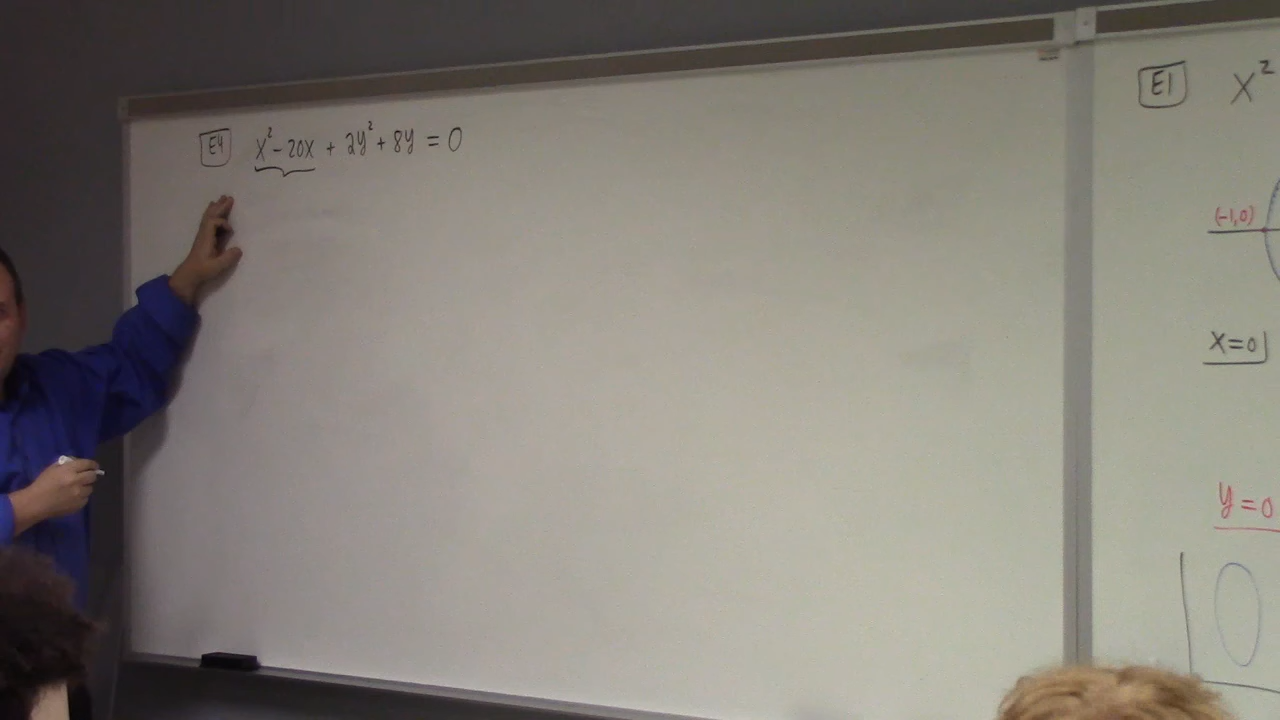 E4 x² - 20x + 2y² + 8y = 0
E1 x²
(-1,0)
x=0
y=0